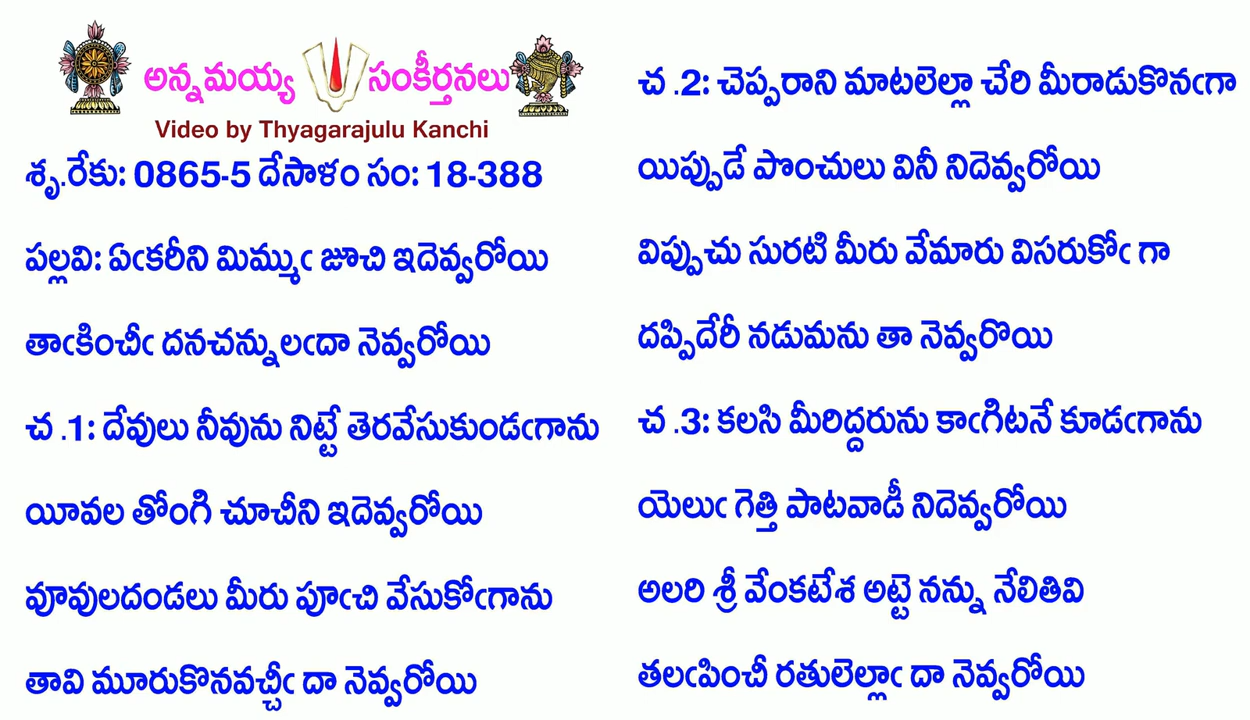 అన్నమయ్య సంకీర్తనలు
Video by Thyagarajulu Kanchi
శృ.రేకు: 0865-5 దేసాళం సం: 18-388
పల్లవి: ఏఁకరీని మిమ్ముఁ జూచి ఇదెవ్వరోయి
తాఁకించీఁ దనచన్నులఁదా నెవ్వరోయి
చ .1: దేవులు నీవును నిట్టే తెరవేసుకుండఁగాను
యీవల తోంగి చూచీని ఇదెవ్వరోయి
వూవులదండలు మీరు పూఁచి వేసుకోఁగాను
తావి మూరుకొనవచ్చీఁ దా నెవ్వరోయి
చ .2: చెప్పరాని మాటలెల్లా చేరి మీరాడుకొనఁగా
యిప్పుడే పొంచులు వినీ నిదెవ్వరోయి
విప్పుచు సురటి మీరు వేమారు విసరుకోఁ గా
దప్పిదేరీ నడుమను తా నెవ్వరొయి
చ .3: కలసి మీరిద్దరును కాఁగిటనే కూడఁగాను
యెలుఁ గెత్తి పాటవాడీ నిదెవ్వరోయి
అలరి శ్రీ వేంకటేశ అట్టె నన్ను నేలితివి
తలఁపించీ రతులెల్లాఁ దా నెవ్వరోయి